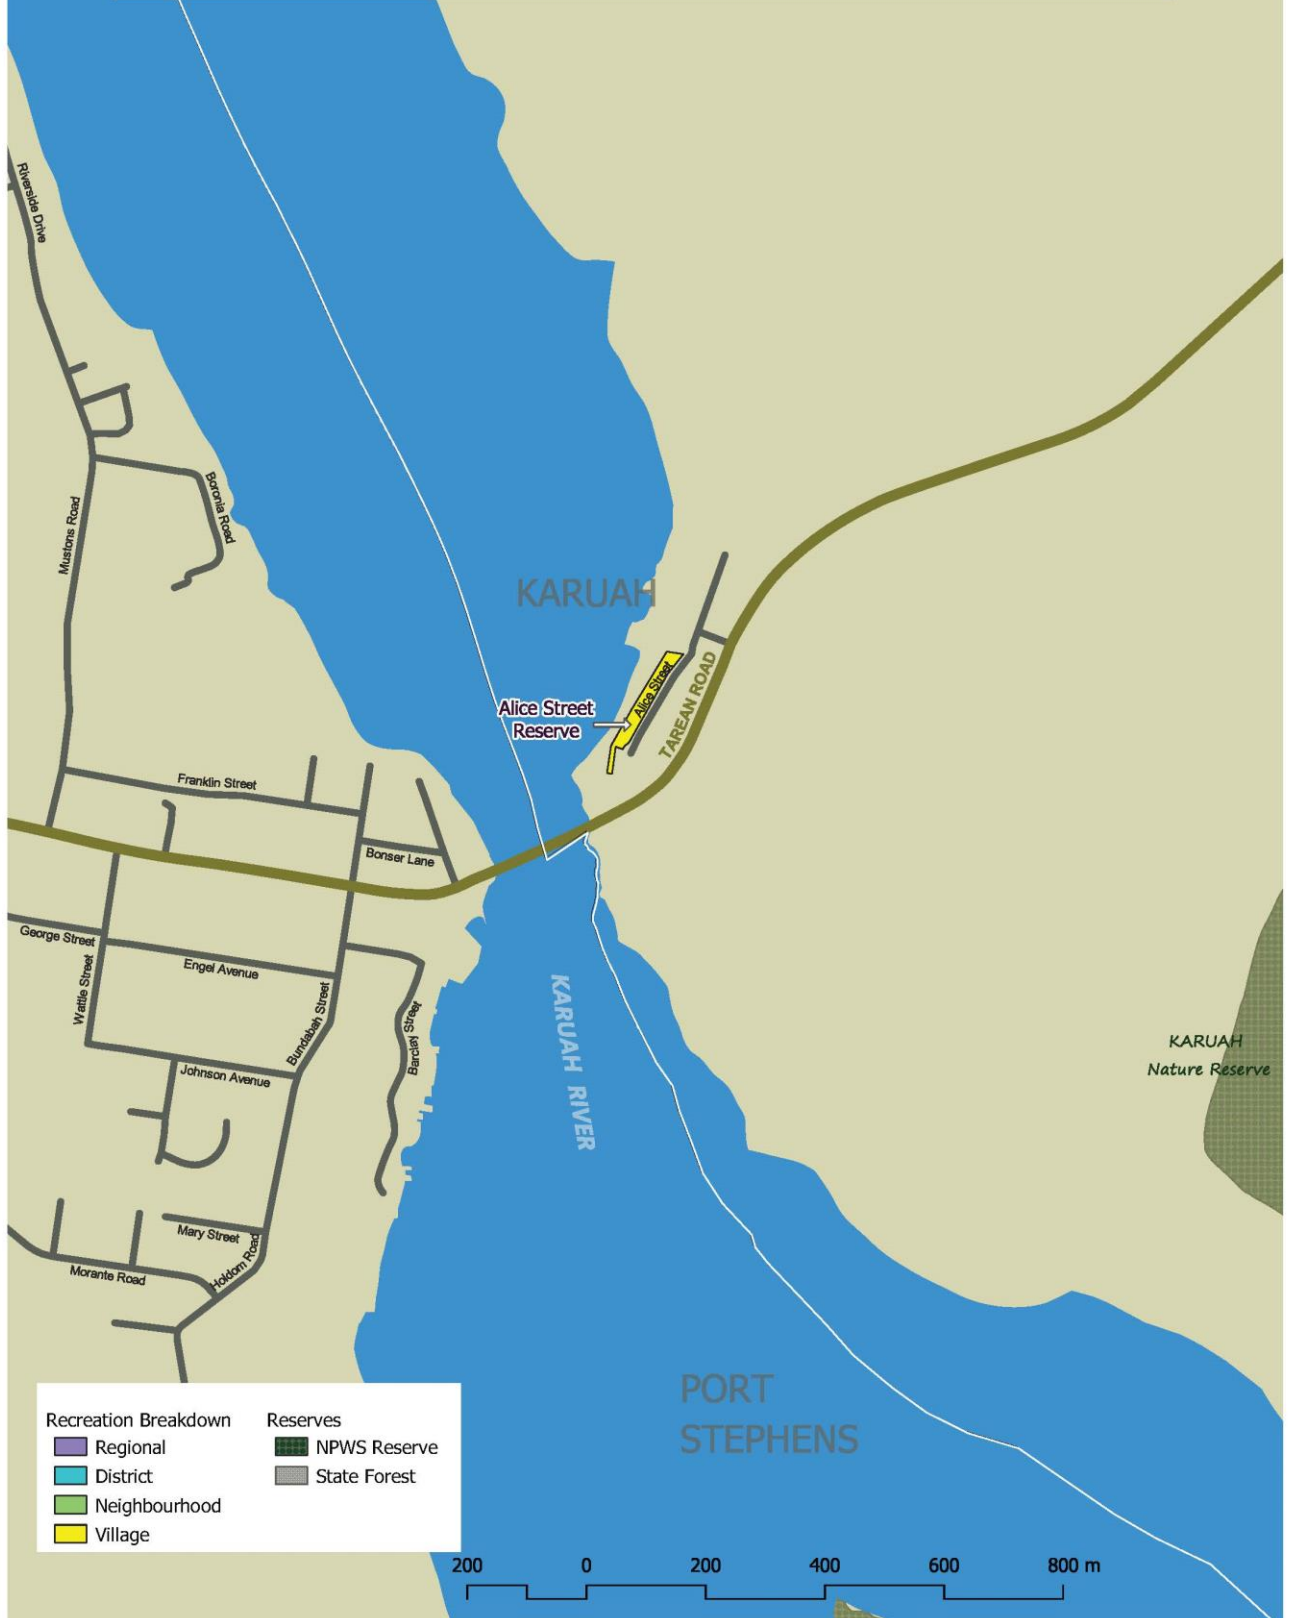 Riverside Drive
Boronia Road
Mustons Road
KARUAH
Alice Street
Alice Street
Reserve
TAREAN ROAD
Franklin Street
Bonser Lane
George Street
Engel Avenue
Wattle Street
Bundabah Street
Barclay Street
KARUAH RIVER
KARUAH
Nature Reserve
Johnson Avenue
Mary Street
Holdom Road
Morante Road
PORT
STEPHENS
Recreation Breakdown
Regional
District
Neighbourhood
Village
Reserves
NPWS Reserve
State Forest
200 0 200 400 600 800 m